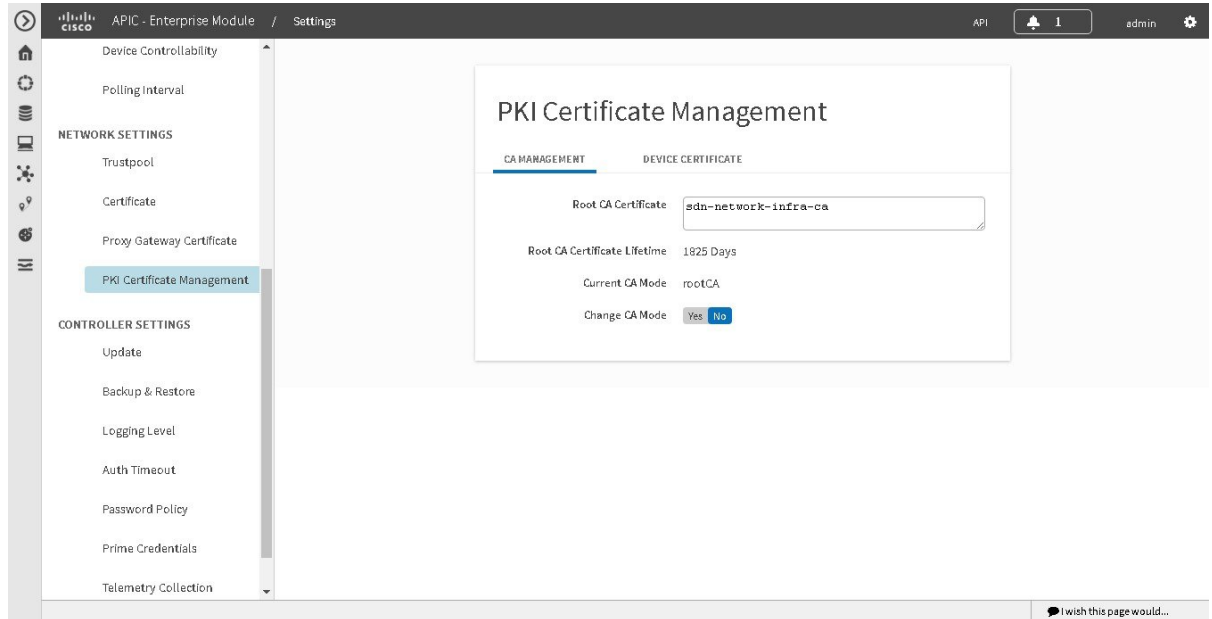 cisco APIC - Enterprise Module / Settings API 1 admin
Device Controllability
Polling Interval
NETWORK SETTINGS
Trustpool
Certificate
Proxy Gateway Certificate
PKI Certificate Management
CONTROLLER SETTINGS
Update
Backup & Restore
Logging Level
Auth Timeout
Password Policy
Prime Credentials
Telemetry Collection
PKI Certificate Management
CA MANAGEMENT DEVICE CERTIFICATE
Root CA Certificate sdn-network-infra-ca
Root CA Certificate Lifetime 1825 Days
Current CA Mode rootCA
Change CA Mode Yes No
I wish this page would...